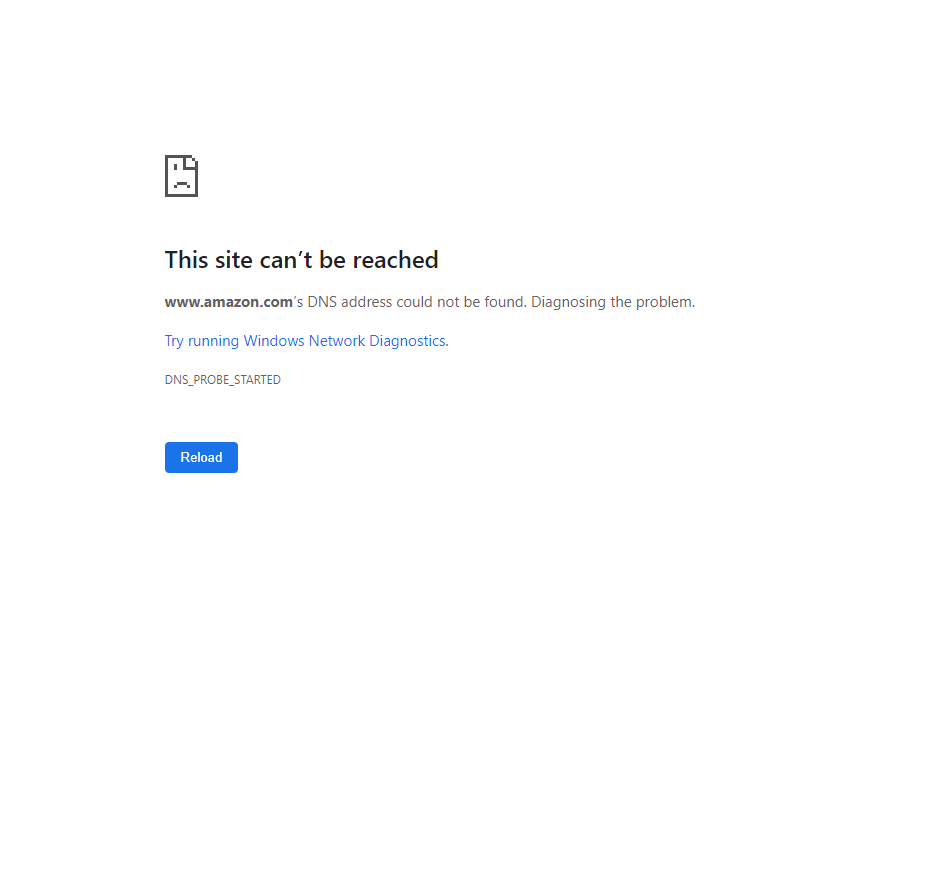 This site can’t be reached
www.amazon.com’s DNS address could not be found. Diagnosing the problem.
Try running Windows Network Diagnostics.
DNS_PROBE_STARTED
Reload